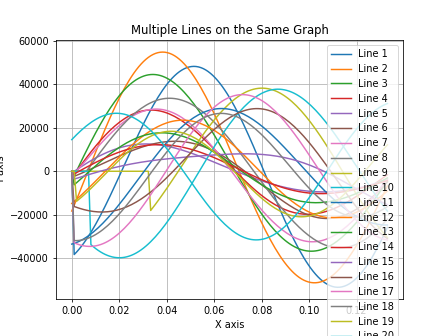 Multiple Lines on the Same Graph
60000
40000
20000
0
−20000
−40000
0.00
0.02
0.04
0.06
0.08
0.10
X axis
Line 1
Line 2
Line 3
Line 4
Line 5
Line 6
Line 7
Line 8
Line 9
Line 10
Line 11
Line 12
Line 13
Line 14
Line 15
Line 16
Line 17
Line 18
Line 19
Line 20